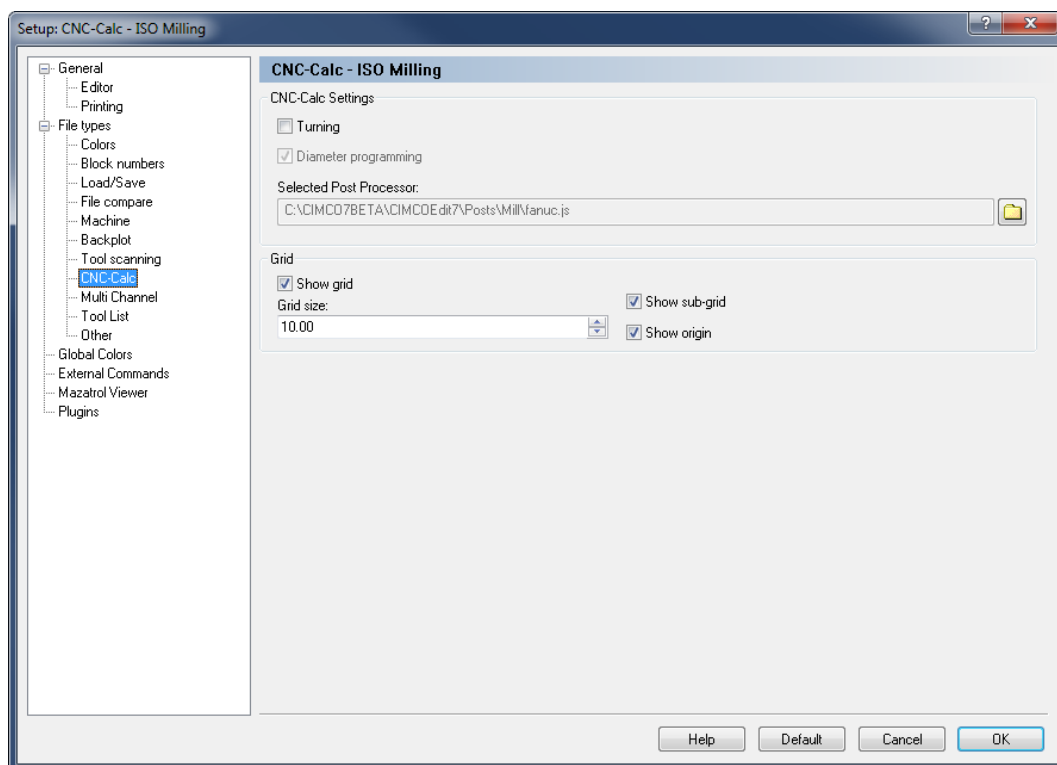 Setup: CNC-Calc - ISO Milling
?
General
Editor
Printing
File types
Colors
Block numbers
Load/Save
File compare
Machine
Backplot
Tool scanning
CNC-Calc
Multi Channel
Tool List
Other
Global Colors
External Commands
Mazatrol Viewer
Plugins
CNC-Calc - ISO Milling
CNC-Calc Settings
Turning
Diameter programming
Selected Post Processor:
C:\CIMCO7BETA\CIMCOEdit7\Posts\Mill\fanuc.js
Grid
Show grid
Grid size:
10.00
Show sub-grid
Show origin
Help
Default
Cancel
OK